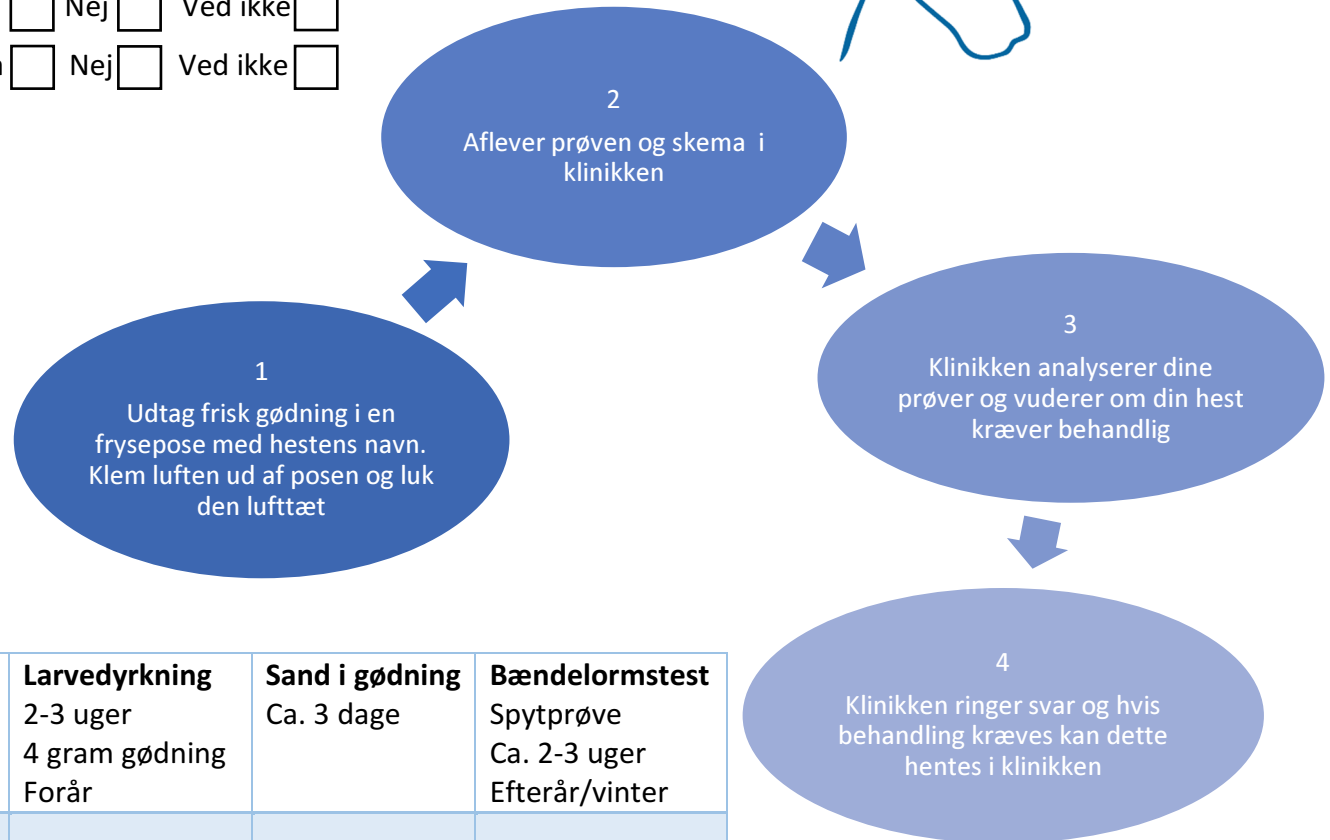 Nej Ved ikke
Nej Ved ikke
2
Aflever prøven og skema i
klinikken
1
Udtag frisk gødning i en
frysepose med hestens navn.
Klem luften ud af posen og luk
den lufttæt
3
Klinikken analyserer dine
prøver og vuderer om din hest
kræver behandlig
4
Klinikken ringer svar og hvis
behandling kræves kan dette
hentes i klinikken
Larvedyrkning
2-3 uger
4 gram gødning
Forår
Sand i gødning
Ca. 3 dage
Bændelormstest
Spytprøve
Ca. 2-3 uger
Efterår/vinter